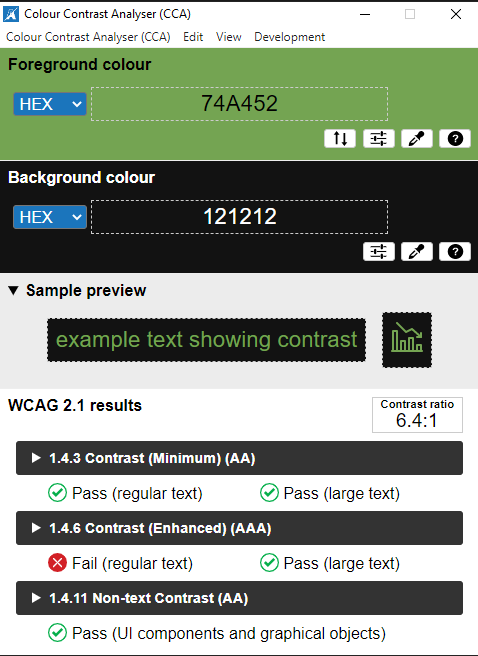 Colour Contrast Analyser (CCA)
Colour Contrast Analyser (CCA) Edit View Development
Foreground colour
HEX 74A452
?
Background colour
HEX 121212
?
Sample preview
example text showing contrast
WCAG 2.1 results
Contrast ratio
6.4:1
1.4.3 Contrast (Minimum) (AA)
Pass (regular text) Pass (large text)
1.4.6 Contrast (Enhanced) (AAA)
Fail (regular text) Pass (large text)
1.4.11 Non-text Contrast (AA)
Pass (UI components and graphical objects)